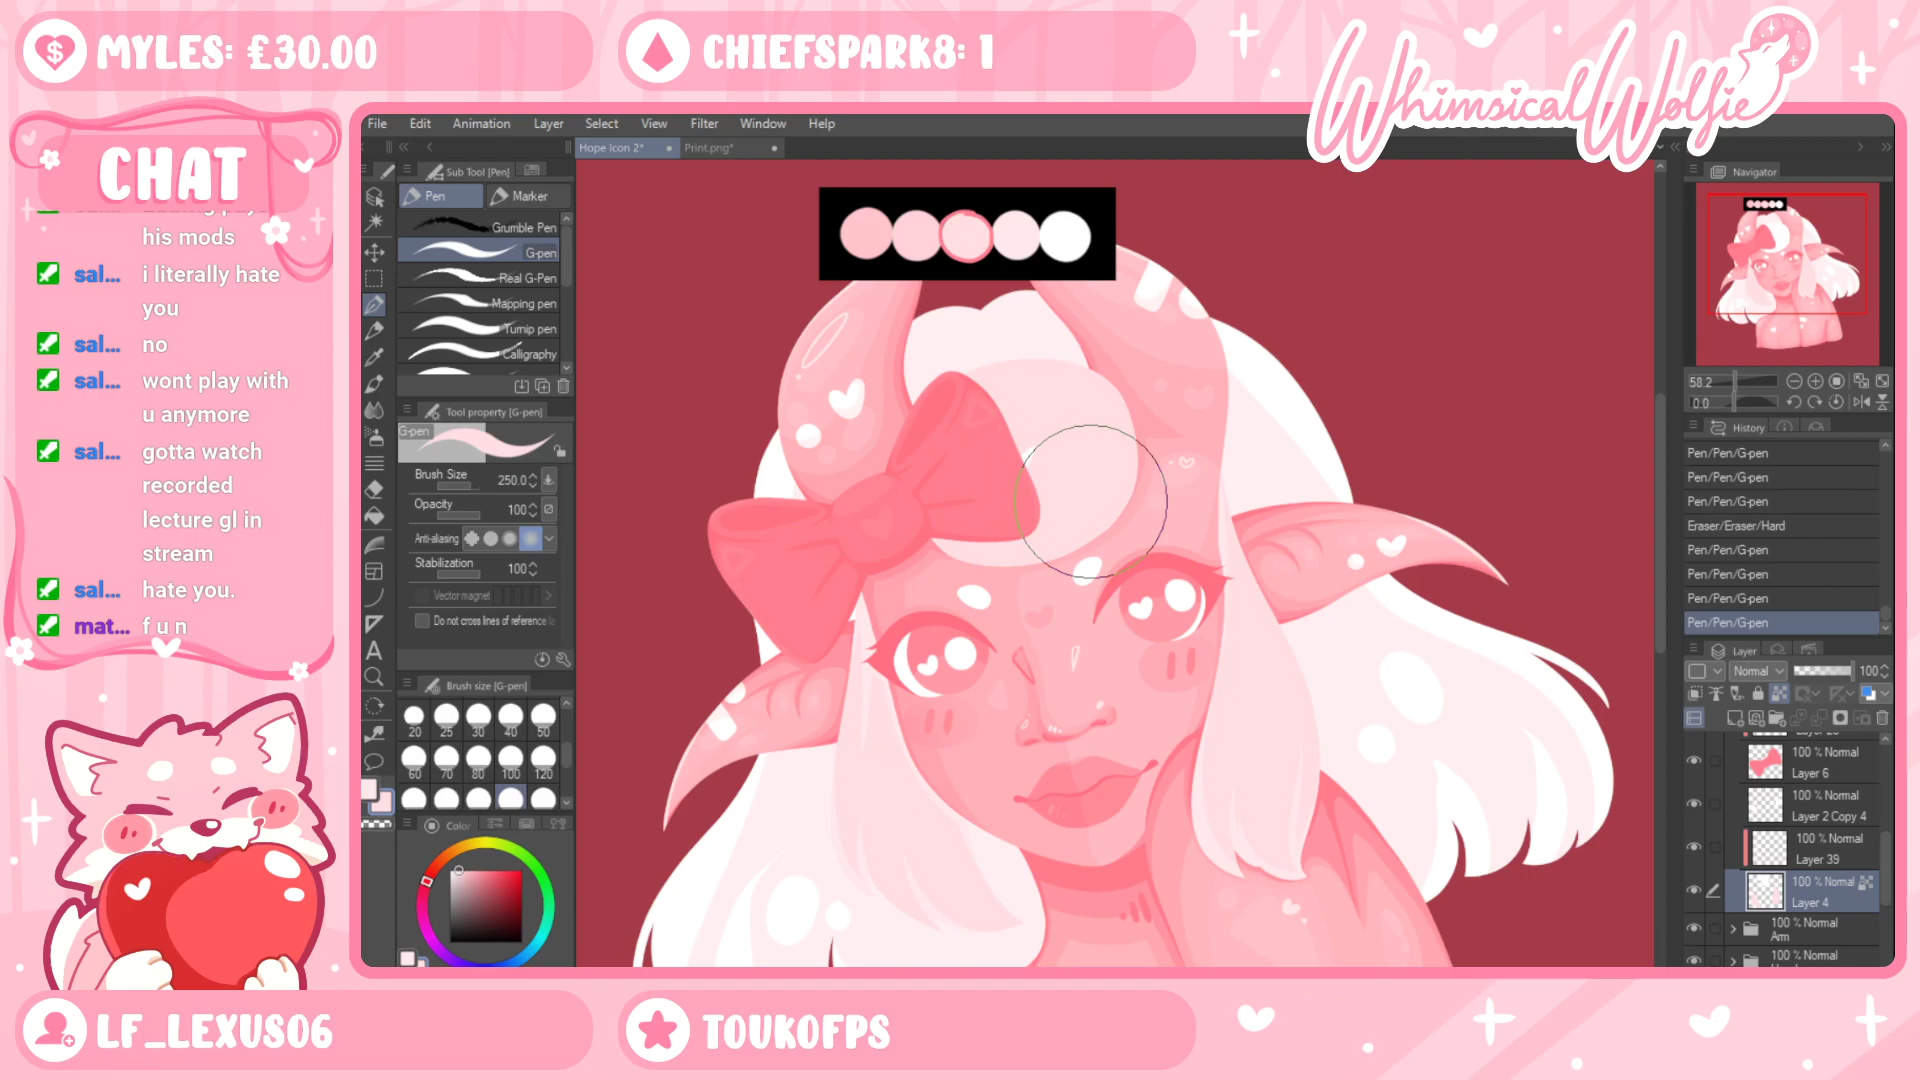 MYLES: £30.00
CHIEFSPARK8: 1
WhimsicalWolfie
CHAT
his mods
sal... i literally hate
you
sal... no
sal... wont play with
u anymore
sal... gotta watch
recorded
lecture gl in
stream
sal... hate you.
mat... f u n
File Edit Animation Layer Select View Filter Window Help
Hope Icon 2* Print.png*
Sub Tool [Pen]
Pen Marker
Grumble Pen
G-pen
Real G-Pen
Mapping pen
Turnip pen
Calligraphy
Tool property [G-pen]
G-pen
Brush Size 250.0
Opacity 100
Anti-aliasing
Stabilization 100
Vector magnet
Do not cross lines of reference la
Brush size [G-pen]
20 25 30 40 50
60 70 80 100 120
Color
Navigator
58.2
0.0
History
Pen/Pen/G-pen
Pen/Pen/G-pen
Pen/Pen/G-pen
Eraser/Eraser/Hard
Pen/Pen/G-pen
Pen/Pen/G-pen
Pen/Pen/G-pen
Pen/Pen/G-pen
Layer
Normal 100
100 % Normal
Layer 6
100 % Normal
Layer 2 Copy 4
100 % Normal
Layer 39
100 % Normal
Layer 4
100 % Normal
Arm
100 % Normal
LF_LEXUS06
TOUKOFPS